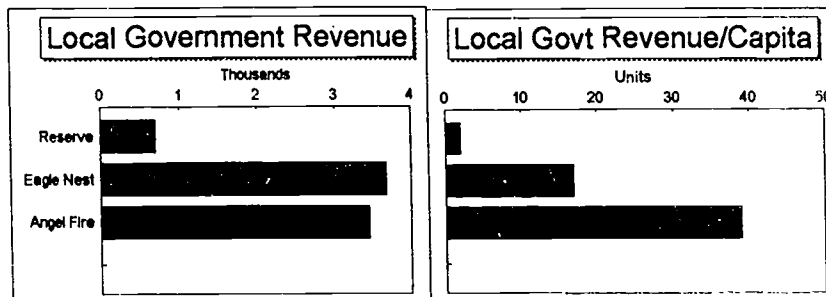 Local Government Revenue
Thousands
0 1 2 3 4
Reserve
Eagle Nest
Angel Fire
Local Govt Revenue/Capita
Units
0 10 20 30 40 50